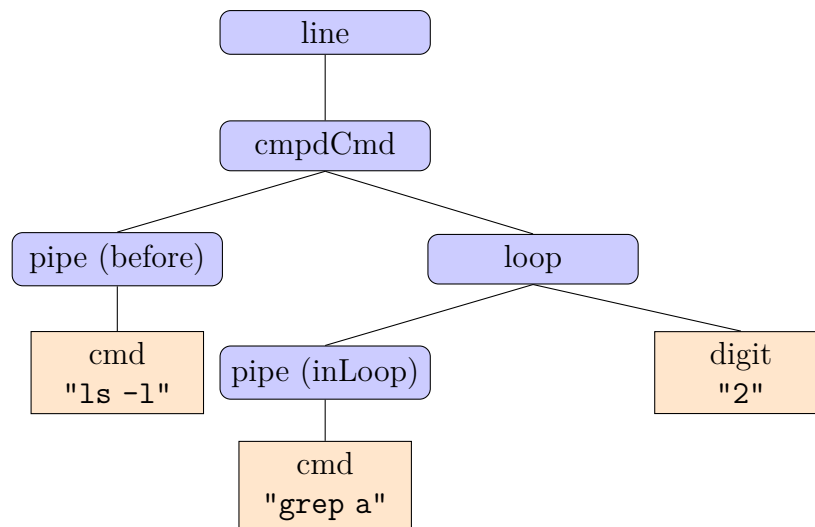 line
cmpdCmd
pipe (before)
loop
cmd
"ls -l"
pipe (inLoop)
digit
"2"
cmd
"grep a"